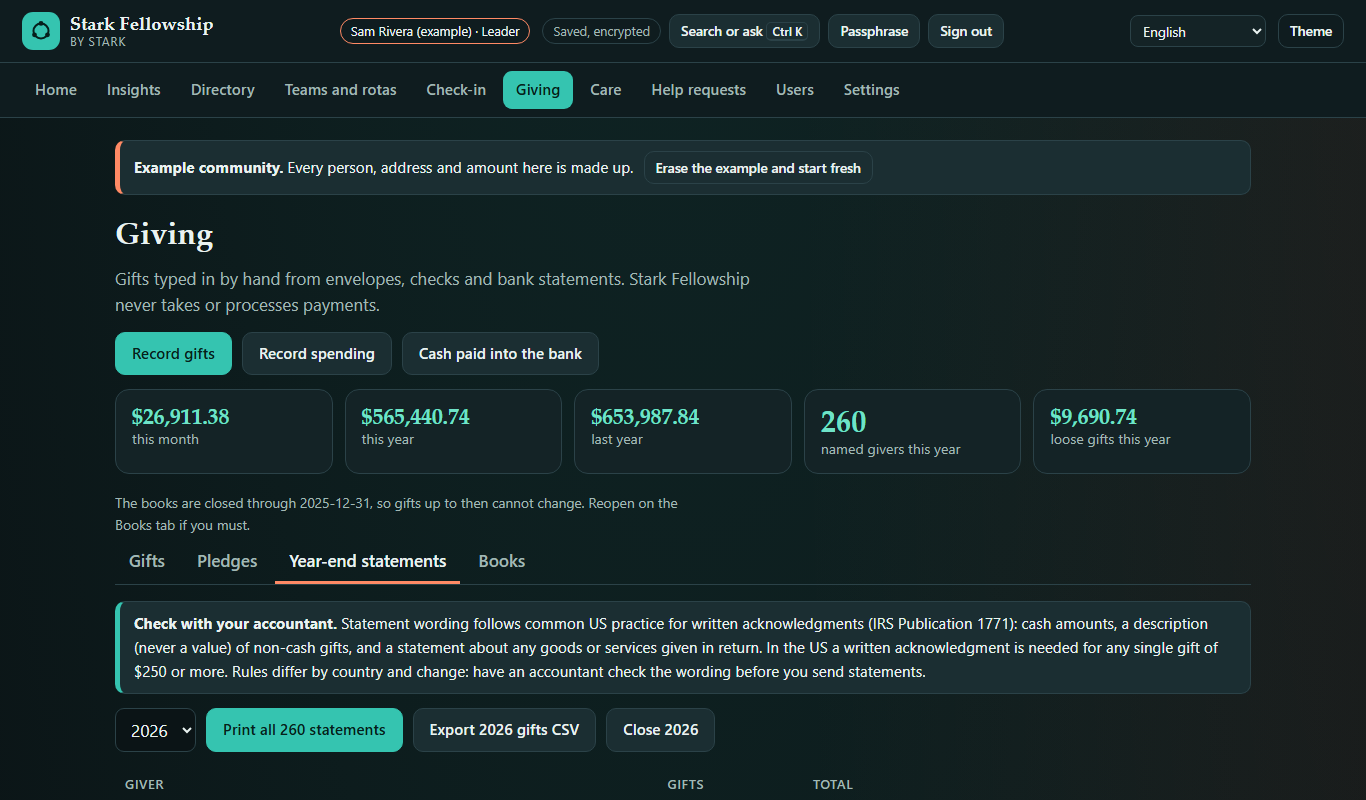 Stark Fellowship
BY STARK
Sam Rivera (example) · Leader
Saved, encrypted
Search or ask Ctrl K
Passphrase
Sign out
English
Theme
Home
Insights
Directory
Teams and rotas
Check-in
Giving
Care
Help requests
Users
Settings
Example community. Every person, address and amount here is made up.
Erase the example and start fresh
Giving
Gifts typed in by hand from envelopes, checks and bank statements. Stark Fellowship
never takes or processes payments.
Record gifts
Record spending
Cash paid into the bank
$26,911.38
this month
$565,440.74
this year
$653,987.84
last year
260
named givers this year
$9,690.74
loose gifts this year
The books are closed through 2025-12-31, so gifts up to then cannot change. Reopen on the
Books tab if you must.
Gifts
Pledges
Year-end statements
Books
Check with your accountant. Statement wording follows common US practice for written acknowledgments (IRS Publication 1771): cash amounts, a description
(never a value) of non-cash gifts, and a statement about any goods or services given in return. In the US a written acknowledgment is needed for any single gift of
$250 or more. Rules differ by country and change: have an accountant check the wording before you send statements.
2026
Print all 260 statements
Export 2026 gifts CSV
Close 2026
GIVER
GIFTS
TOTAL